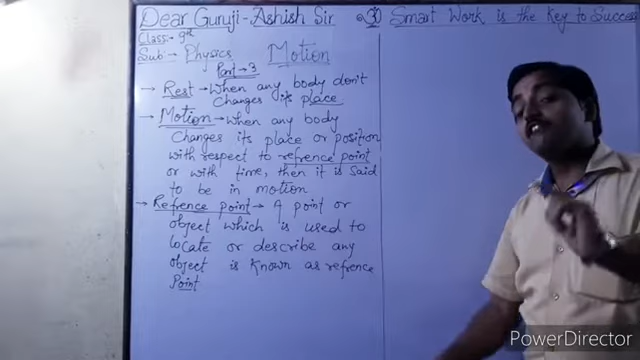 Dear Guruji - Ashish Sir
Smart Work is the Key to Success
Class:- 9th
Sub:- Physics Motion
Part - 3
→ Rest → When any body don't
Changes its place
→ Motion → When any body
Changes its place or position
with respect to refrence point
or with time, then it is said
to be in motion
→ Refrence point → A point or
object which is used to
locate or describe any
object is known as refrence
Point
PowerDirector